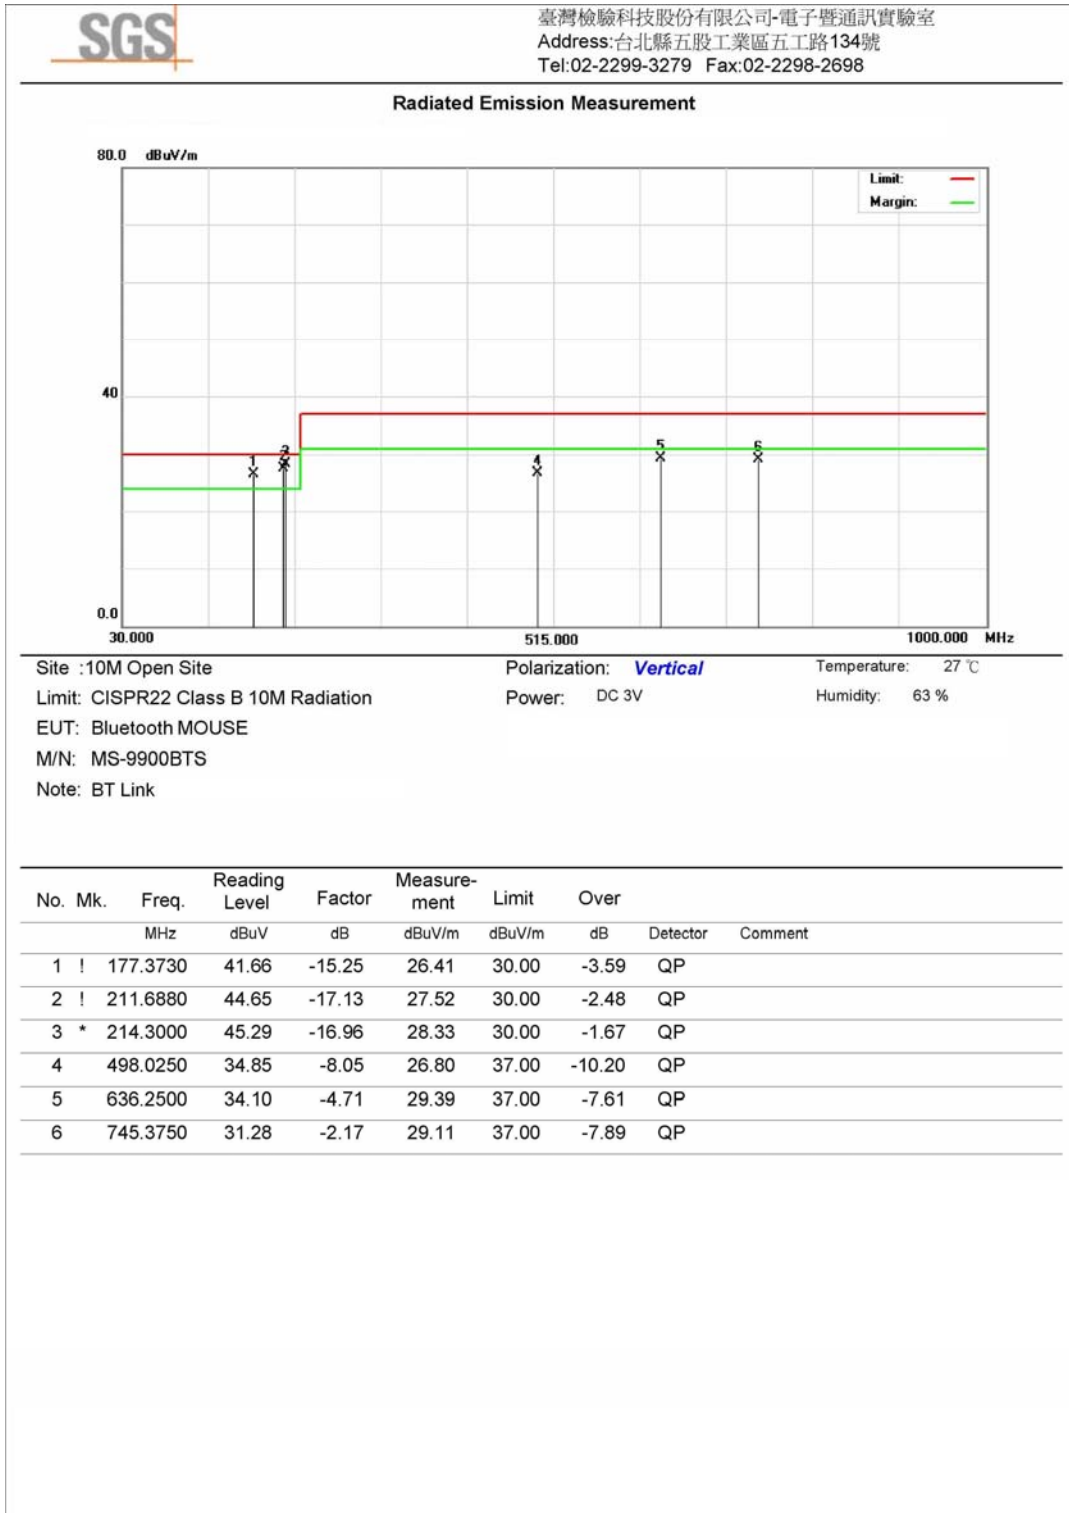 SGS
臺灣檢驗科技股份有限公司-電子暨通訊實驗室
Address:台北縣五股工業區五工路134號
Tel:02-2299-3279 Fax:02-2298-2698
Radiated Emission Measurement
80.0 dBuV/m
Limit:
Margin:
40
1 3 4 5 6
0.0
30.000 515.000 1000.000 MHz
Site :10M Open Site Polarization: Vertical Temperature: 27 ℃
Limit: CISPR22 Class B 10M Radiation Power: DC 3V Humidity: 63 %
EUT: Bluetooth MOUSE
M/N: MS-9900BTS
Note: BT Link
No. Mk. Freq. Reading Level Factor Measure-ment Limit Over
MHz dBuV dB dBuV/m dBuV/m dB Detector Comment
1 ! 177.3730 41.66 -15.25 26.41 30.00 -3.59 QP
2 ! 211.6880 44.65 -17.13 27.52 30.00 -2.48 QP
3 * 214.3000 45.29 -16.96 28.33 30.00 -1.67 QP
4 498.0250 34.85 -8.05 26.80 37.00 -10.20 QP
5 636.2500 34.10 -4.71 29.39 37.00 -7.61 QP
6 745.3750 31.28 -2.17 29.11 37.00 -7.89 QP